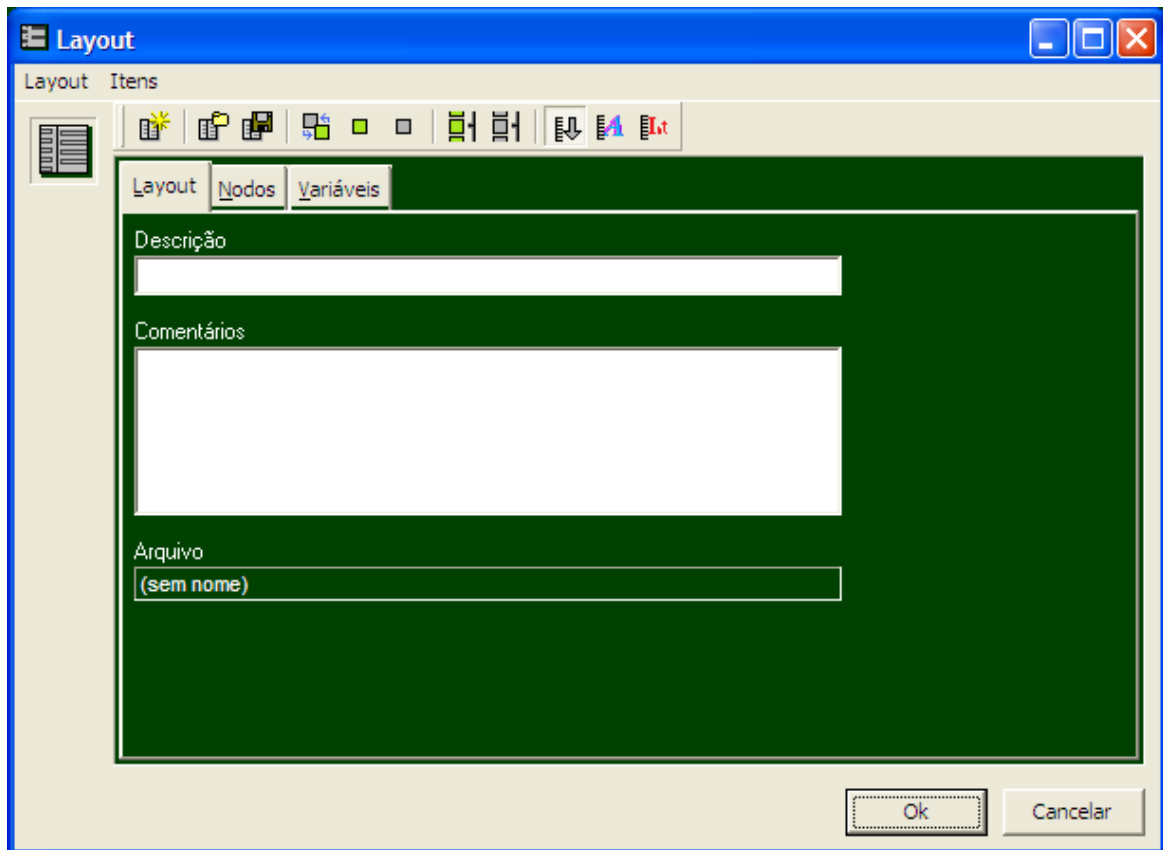 Layout
Layout Itens
Layout Nodos Variáveis
Descrição
Comentários
Arquivo
(sem nome)
Ok Cancelar